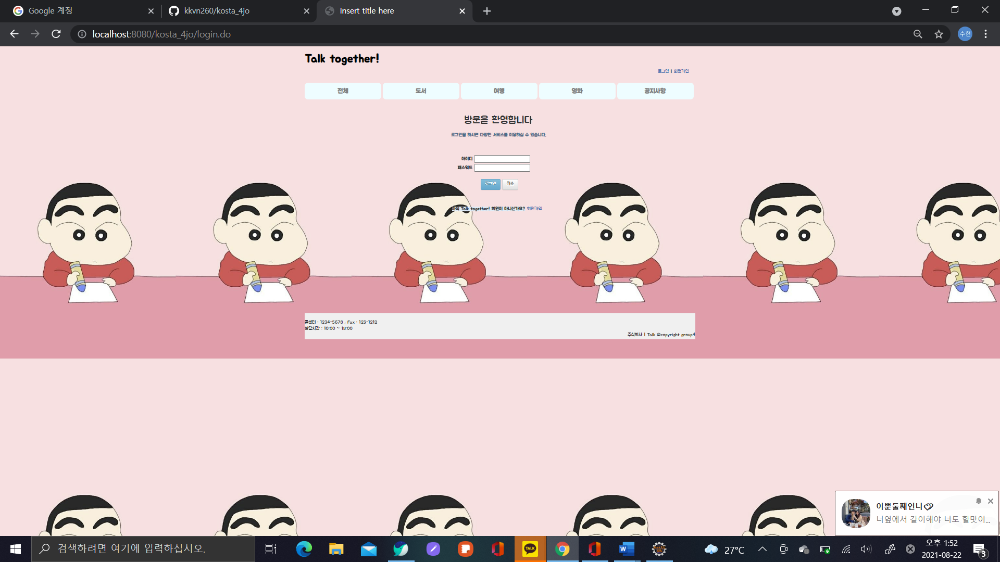 Google 계정
kkvn260/kosta_4jo
Insert title here
localhost:8080/kosta_4jo/login.do
수현
Talk together!
로그인 | 회원가입
전체 도서 여행 영화 공지사항
방문을 환영합니다
로그인을 하시면 다양한 서비스를 이용하실 수 있습니다.
아이디
패스워드
로그인 취소
아직 Talk together! 회원이 아니신가요? 회원가입
콜센터 : 1234-5678 , Fax : 123-1212
상담시간 : 10:00 ~ 18:00
주식회사 | Talk @copyright group4
이뿐둘째언니
너옆에서 같이해야 너도 할맛이...
검색하려면 여기에 입력하십시오.
TALK
27°C
오후 1:52
2021-08-22
3